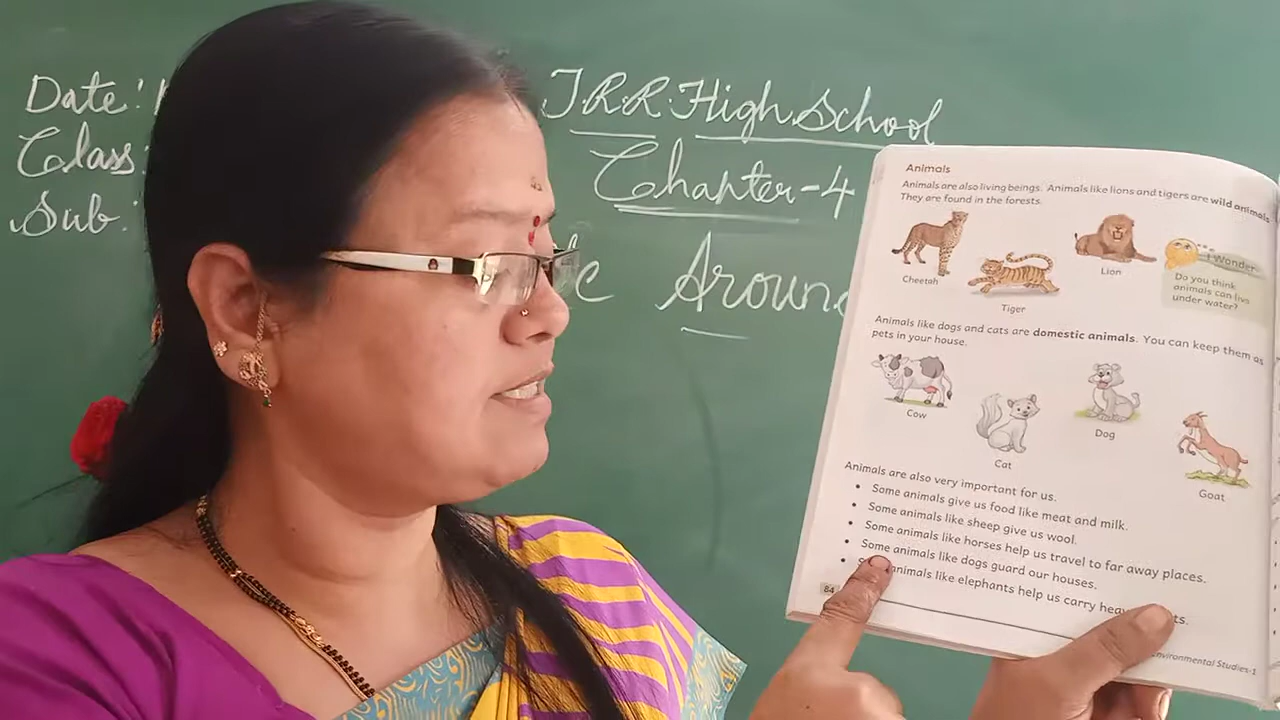 Date:
Class:
Sub:
T.R.R. High School
Chapter-4
Around
Animals
Animals are also living beings. Animals like lions and tigers are wild animals
They are found in the forests.
Cheetah
Tiger
Lion
I Wonder
Do you think
animals can live
under water?
Animals like dogs and cats are domestic animals. You can keep them as
pets in your house.
Cow
Cat
Dog
Goat
Animals are also very important for us.
• Some animals give us food like meat and milk.
• Some animals like sheep give us wool.
• Some animals like horses help us travel to far away places.
• Some animals like dogs guard our houses.
• animals like elephants help us carry
84
Environmental Studies-1